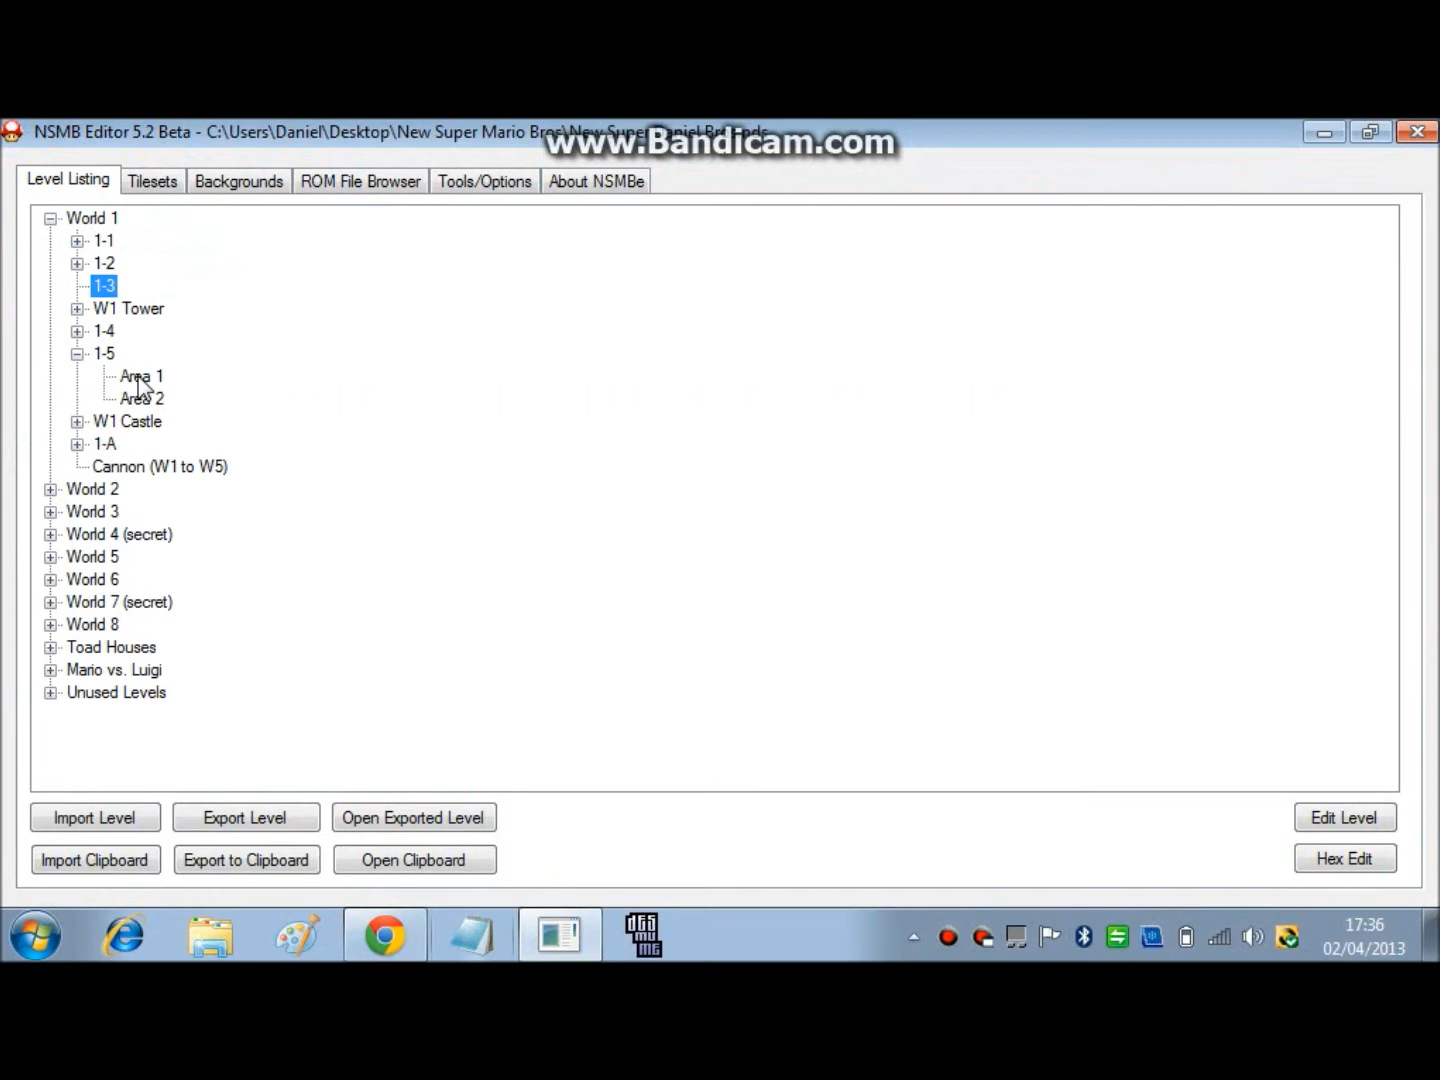 NSMB Editor 5.2 Beta - C:\Users\Daniel\Desktop\New Super Mario Bros\New Super Daniel Bros.nds
www.Bandicam.com
Level Listing Tilesets Backgrounds ROM File Browser Tools/Options About NSMBe
World 1
1-1
1-2
1-3
W1 Tower
1-4
1-5
Area 1
Area 2
W1 Castle
1-A
Cannon (W1 to W5)
World 2
World 3
World 4 (secret)
World 5
World 6
World 7 (secret)
World 8
Toad Houses
Mario vs. Luigi
Unused Levels
Import Level Export Level Open Exported Level Edit Level
Import Clipboard Export to Clipboard Open Clipboard Hex Edit
17:36
02/04/2013